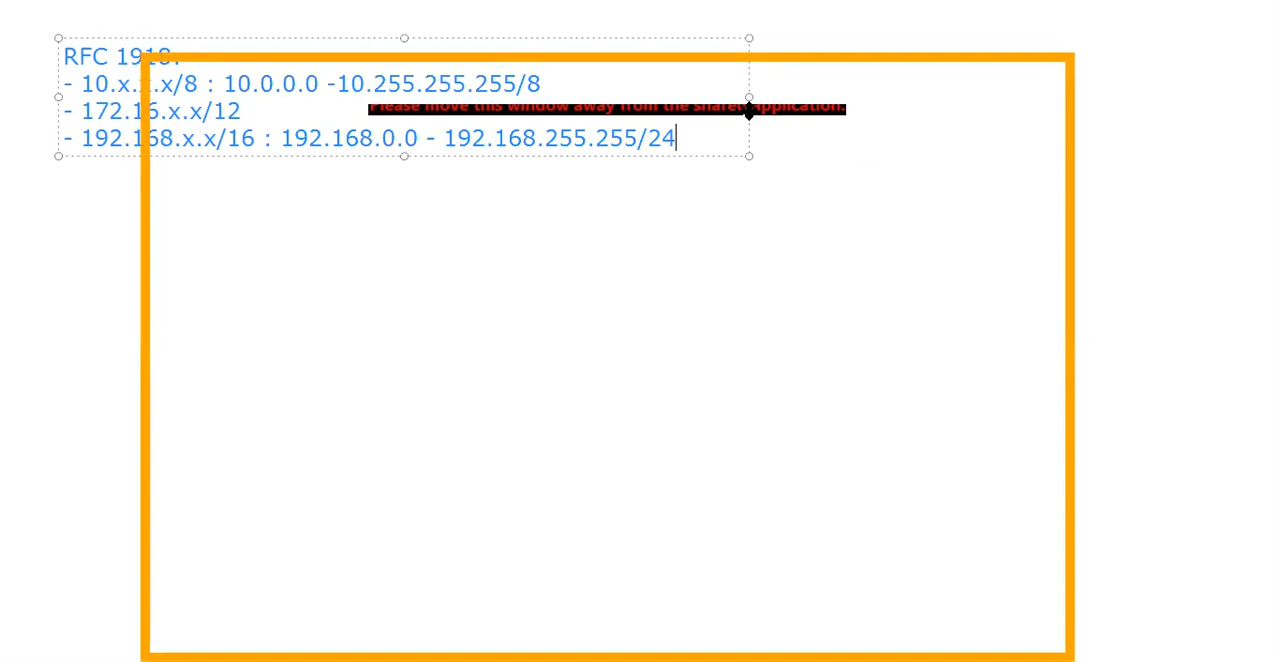 RFC 1918:
- 10.x.x.x/8 : 10.0.0.0 -10.255.255.255/8
Please move this window away from the shared application.
- 172.16.x.x/12
- 192.168.x.x/16 : 192.168.0.0 - 192.168.255.255/24